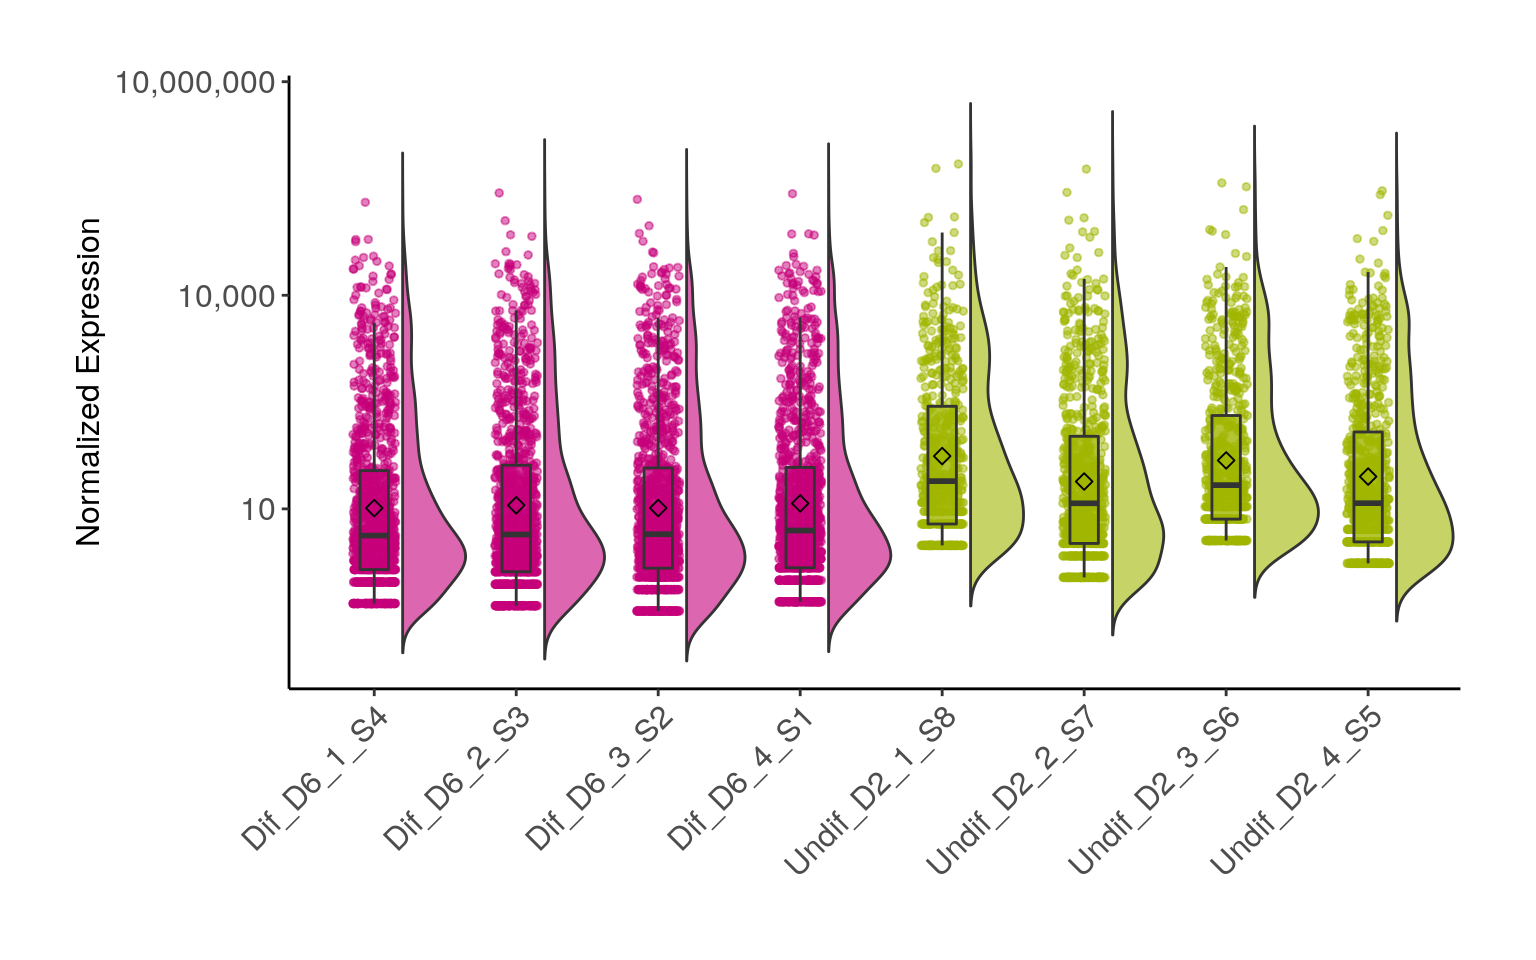 Normalized Expression
10,000,000
10,000
10
Dif_D6_1_S4
Dif_D6_2_S3
Dif_D6_3_S2
Dif_D6_4_S1
Undif_D2_1_S8
Undif_D2_2_S7
Undif_D2_3_S6
Undif_D2_4_S5